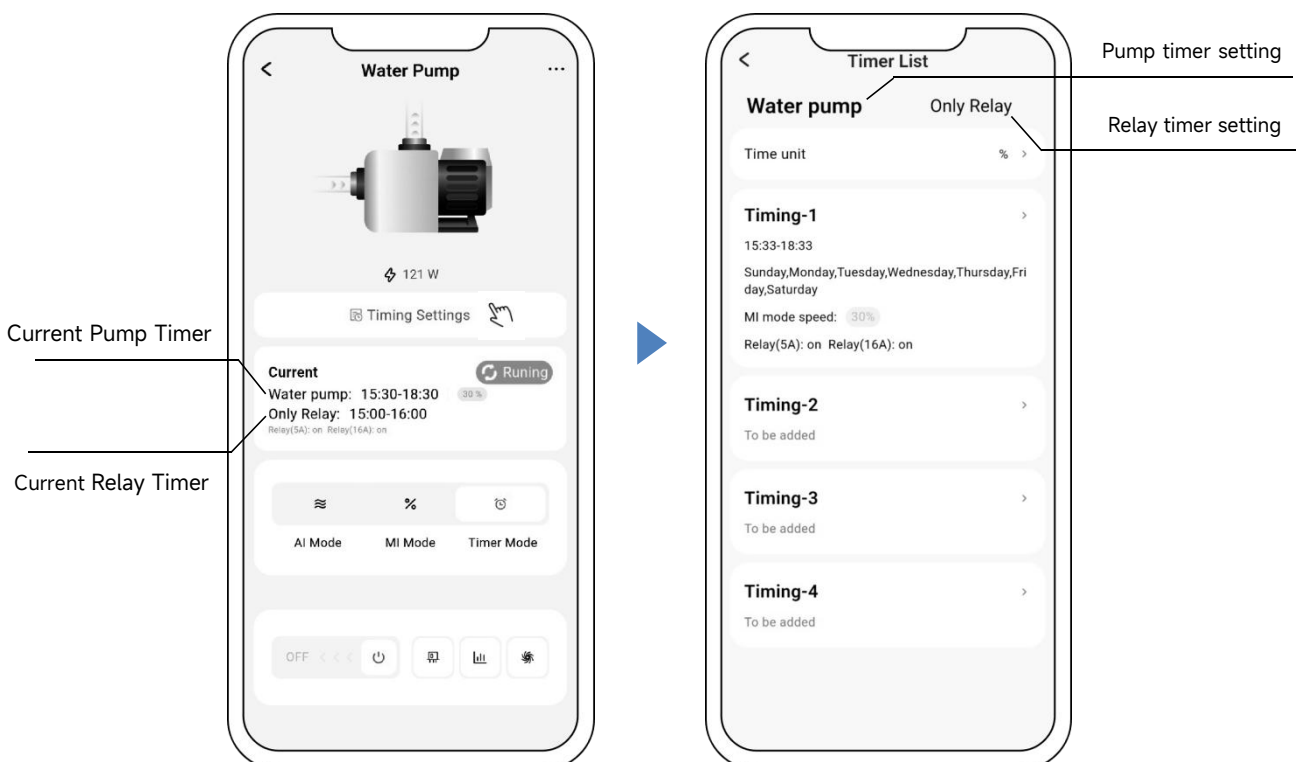 Water Pump
121 W
Timing Settings
Current Pump Timer
Current
Runing
Water pump: 15:30-18:30 30 %
Only Relay: 15:00-16:00
Relay(5A): on Relay(16A): on
Current Relay Timer
AI Mode
MI Mode
Timer Mode
OFF
Timer List
Pump timer setting
Water pump
Only Relay
Relay timer setting
Time unit
%
Timing-1
15:33-18:33
Sunday,Monday,Tuesday,Wednesday,Thursday,Fri
day,Saturday
MI mode speed: 30%
Relay(5A): on Relay(16A): on
Timing-2
To be added
Timing-3
To be added
Timing-4
To be added